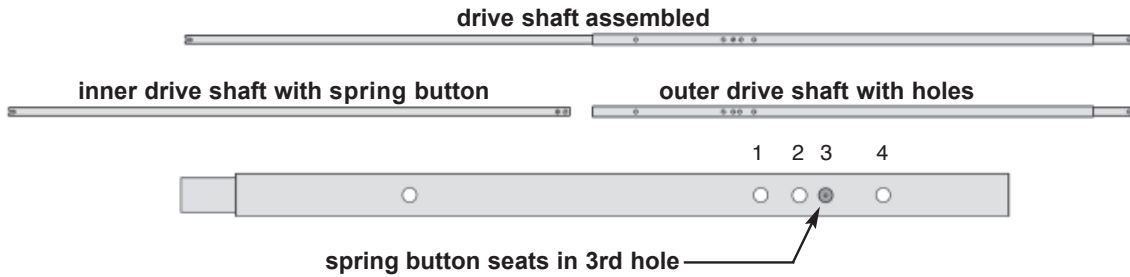 drive shaft assembled
inner drive shaft with spring button
outer drive shaft with holes
1 2 3 4
spring button seats in 3rd hole